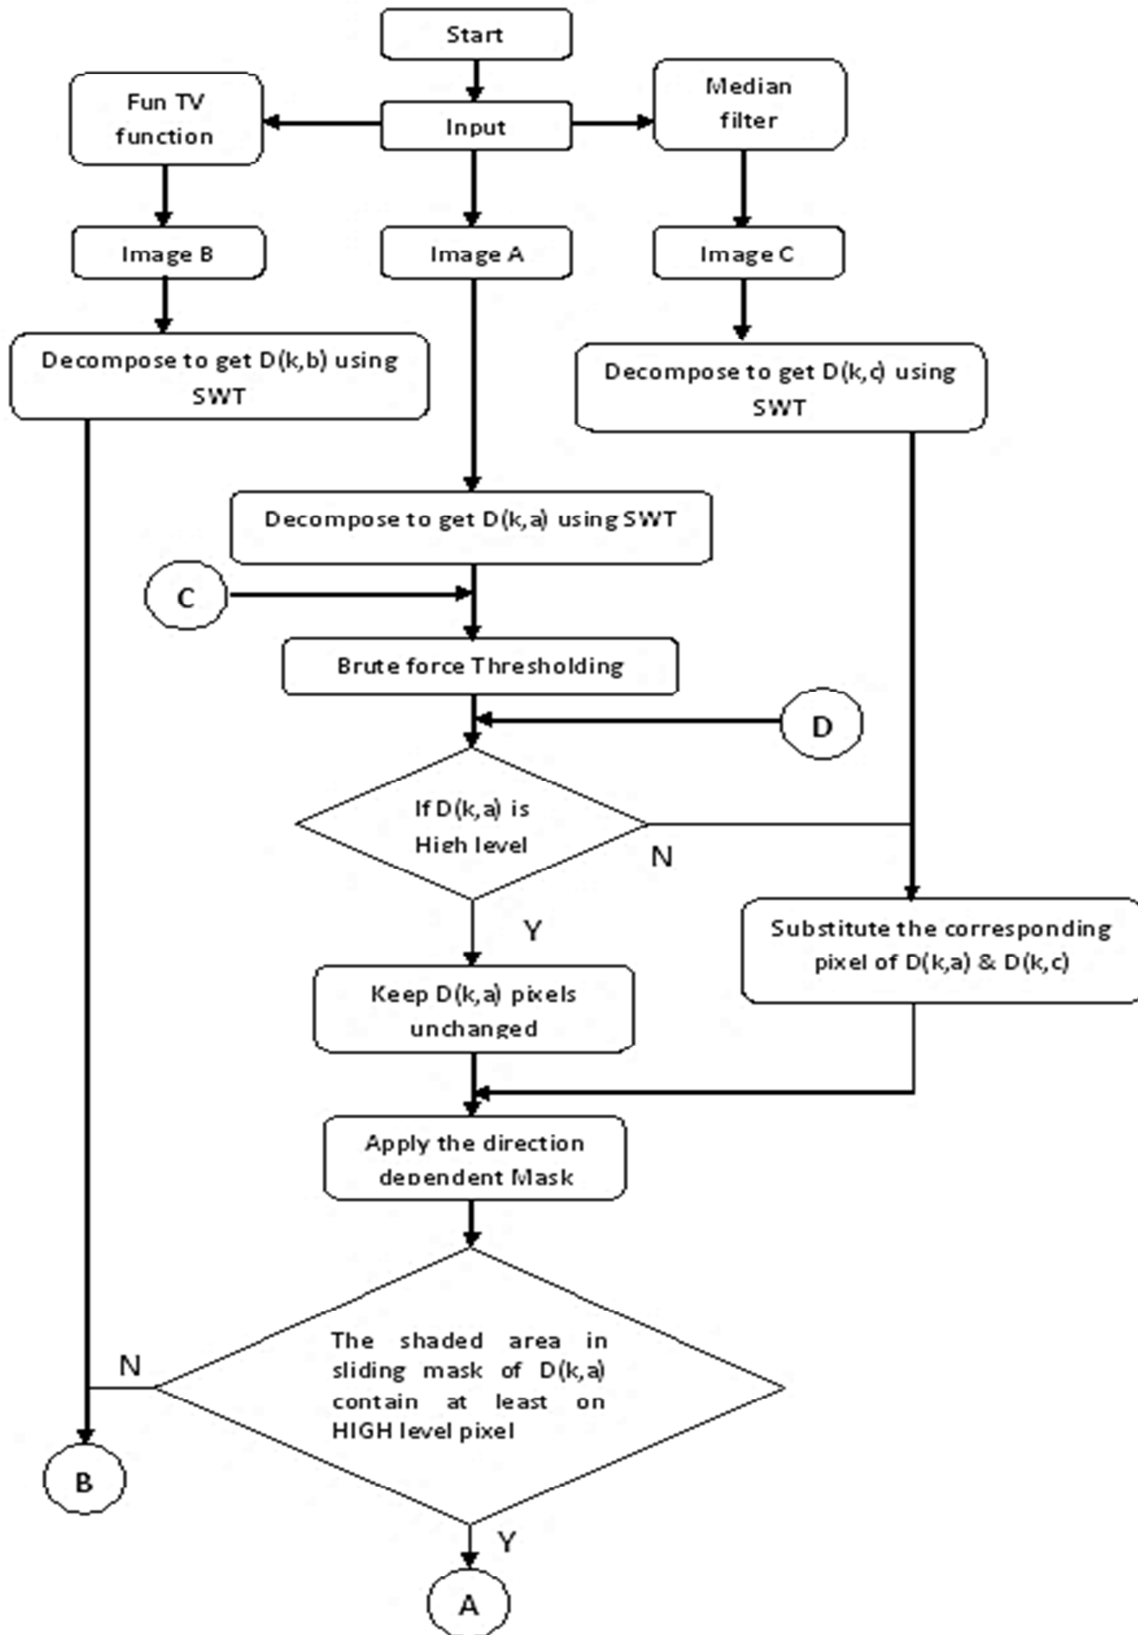 Start
Fun TV
function
Input
Median
filter
Image B
Image A
Image C
Decompose to get D(k,b) using
SWT
Decompose to get D(k,c) using
SWT
Decompose to get D(k,a) using SWT
C
Brute force Thresholding
D
If D(k,a) is
High level
N
Y
Substitute the corresponding
pixel of D(k,a) & D(k,c)
Keep D(k,a) pixels
unchanged
Apply the direction
dependent Mask
The shaded area in
sliding mask of D(k,a)
contain at least on
HIGH level pixel
N
B
Y
A